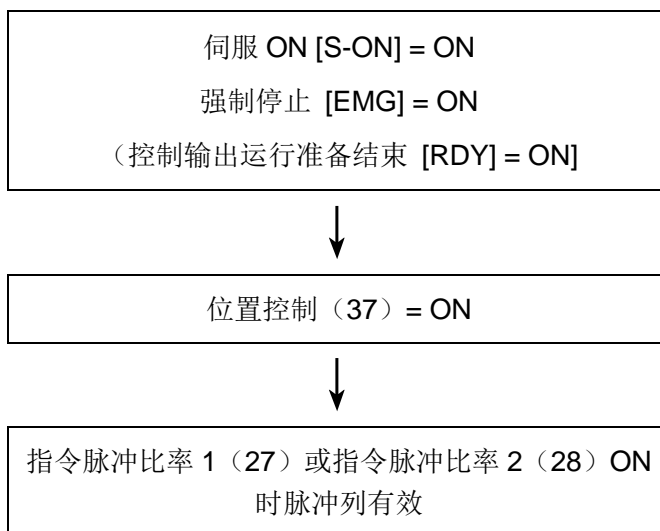 伺服 ON [S-ON] = ON
强制停止 [EMG] = ON
（控制输出运行准备结束 [RDY] = ON]
位置控制（37）= ON
指令脉冲比率 1（27）或指令脉冲比率 2（28）ON
时脉冲列有效